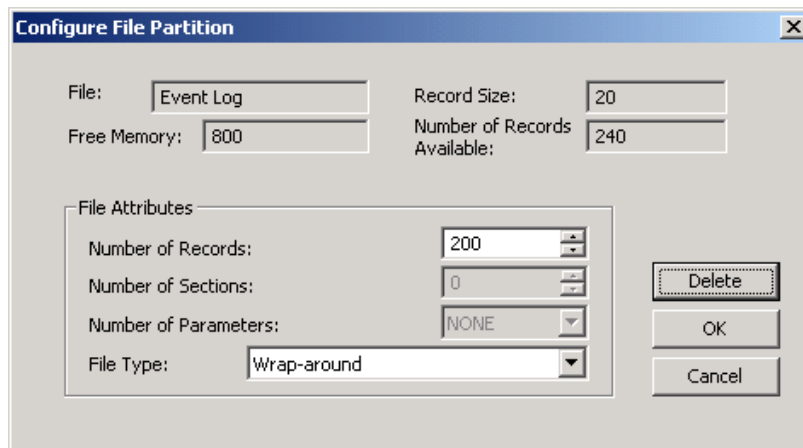 Configure File Partition
File: Event Log Record Size: 20
Free Memory: 800 Number of Records Available: 240
File Attributes
Number of Records: 200
Number of Sections: 0
Number of Parameters: NONE
File Type: Wrap-around
Delete
OK
Cancel